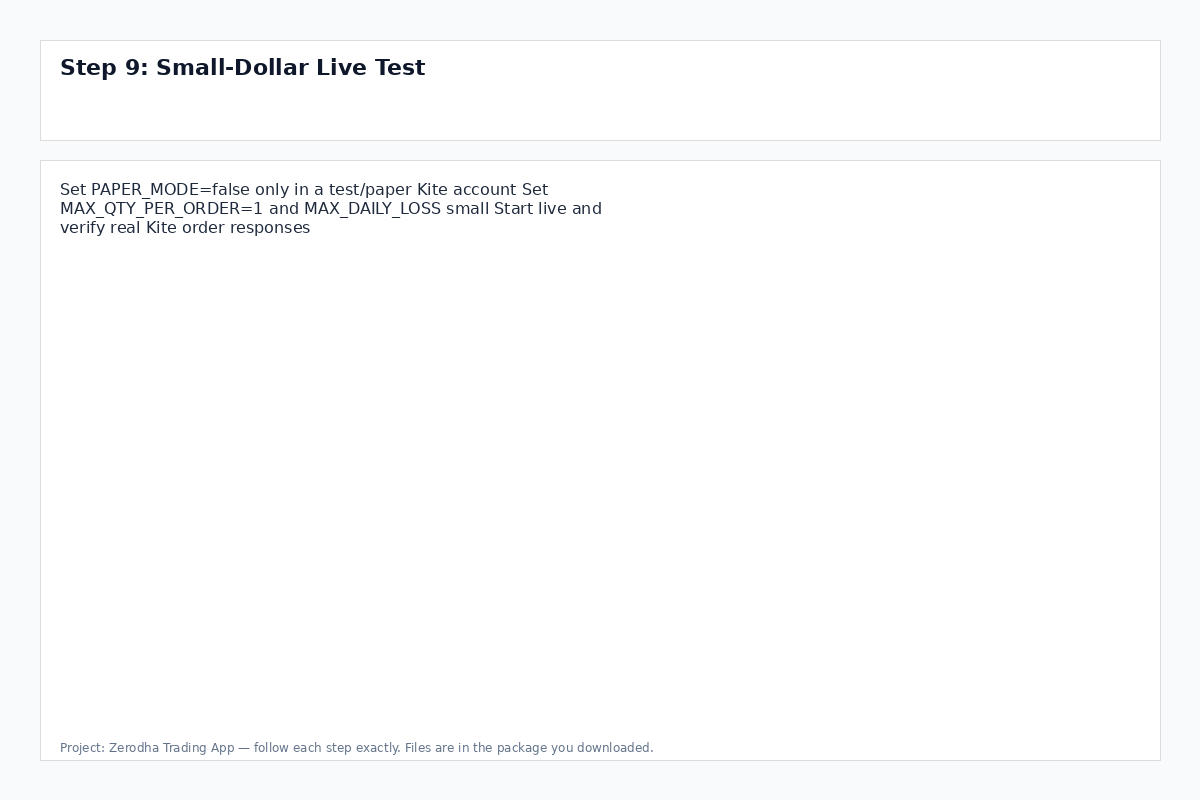 Step 9: Small-Dollar Live Test
Set PAPER_MODE=false only in a test/paper Kite account Set
MAX_QTY_PER_ORDER=1 and MAX_DAILY_LOSS small Start live and
verify real Kite order responses
Project: Zerodha Trading App — follow each step exactly. Files are in the package you downloaded.